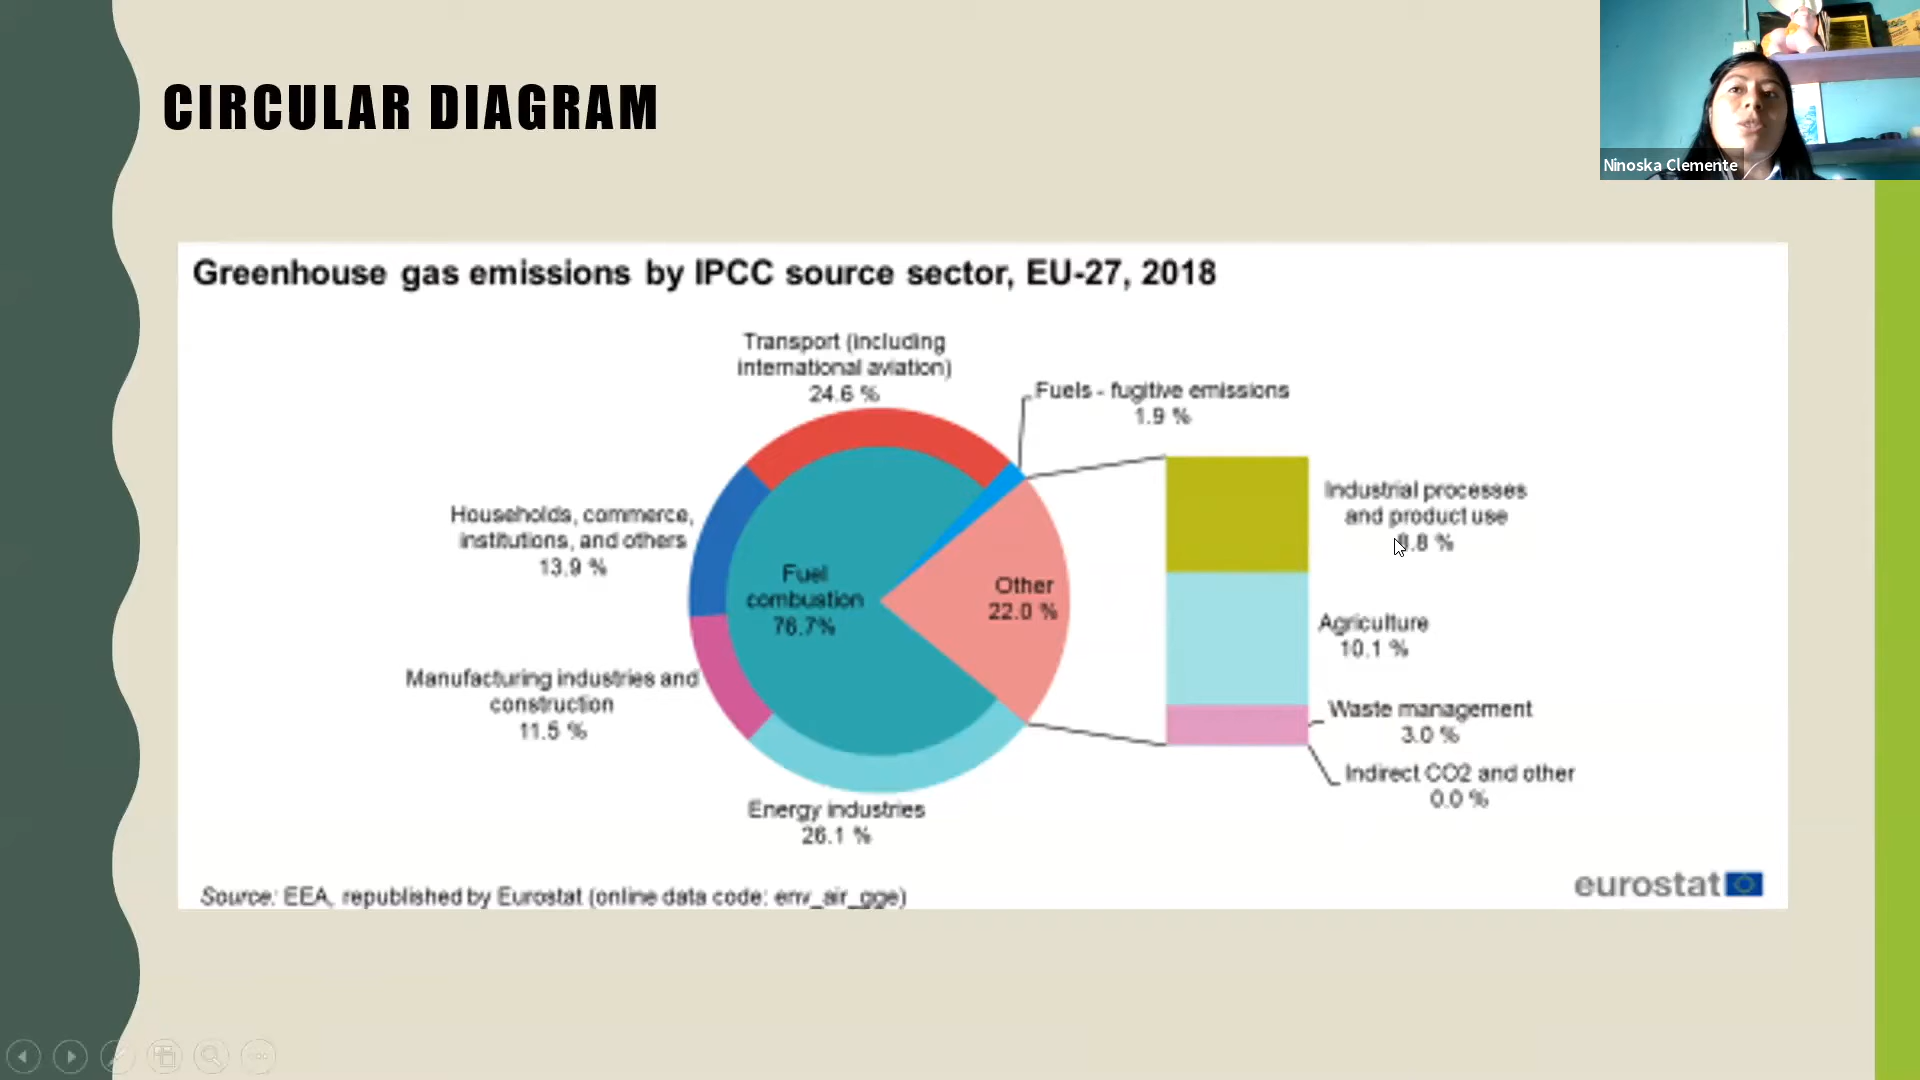 CIRCULAR DIAGRAM
Ninoska Clemente
Greenhouse gas emissions by IPCC source sector, EU-27, 2018
Transport (including
international aviation)
24.6 %
Fuels - fugitive emissions
1.9 %
Households, commerce,
institutions, and others
13.9 %
Fuel
combustion
76.7%
Other
22.0 %
Industrial processes
and product use
8.8 %
Agriculture
10.1 %
Manufacturing industries and
construction
11.5 %
Waste management
3.0 %
Indirect CO2 and other
0.0 %
Energy industries
26.1 %
Source: EEA, republished by Eurostat (online data code: env_air_gge)
eurostat